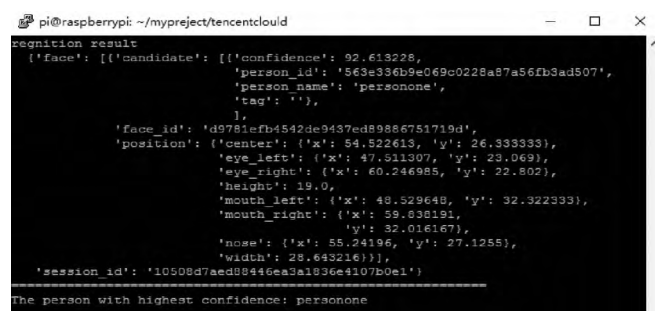 pi@raspberrypi: ~/mypreject/tencentclould
regnition result
{'face': [{'candidate': [{'confidence': 92.613228,
'person_id': '563e336b9e069c0228a87a56fb3ad507',
'person_name': 'personone',
'tag': ''},
],
'face_id': 'd9781efb4542de9437ed89886751719d',
'position': {'center': {'x': 54.522613, 'y': 26.333333},
'eye_left': {'x': 47.511307, 'y': 23.069},
'eye_right': {'x': 60.246985, 'y': 22.802},
'height': 19.0,
'mouth_left': {'x': 48.529648, 'y': 32.322333},
'mouth_right': {'x': 59.838191,
'y': 32.016167},
'nose': {'x': 55.24196, 'y': 27.1255},
'width': 28.643216}}],
'session_id': '10508d7aed88446ea3a1836e4107b0e1'}
The person with highest confidence: personone